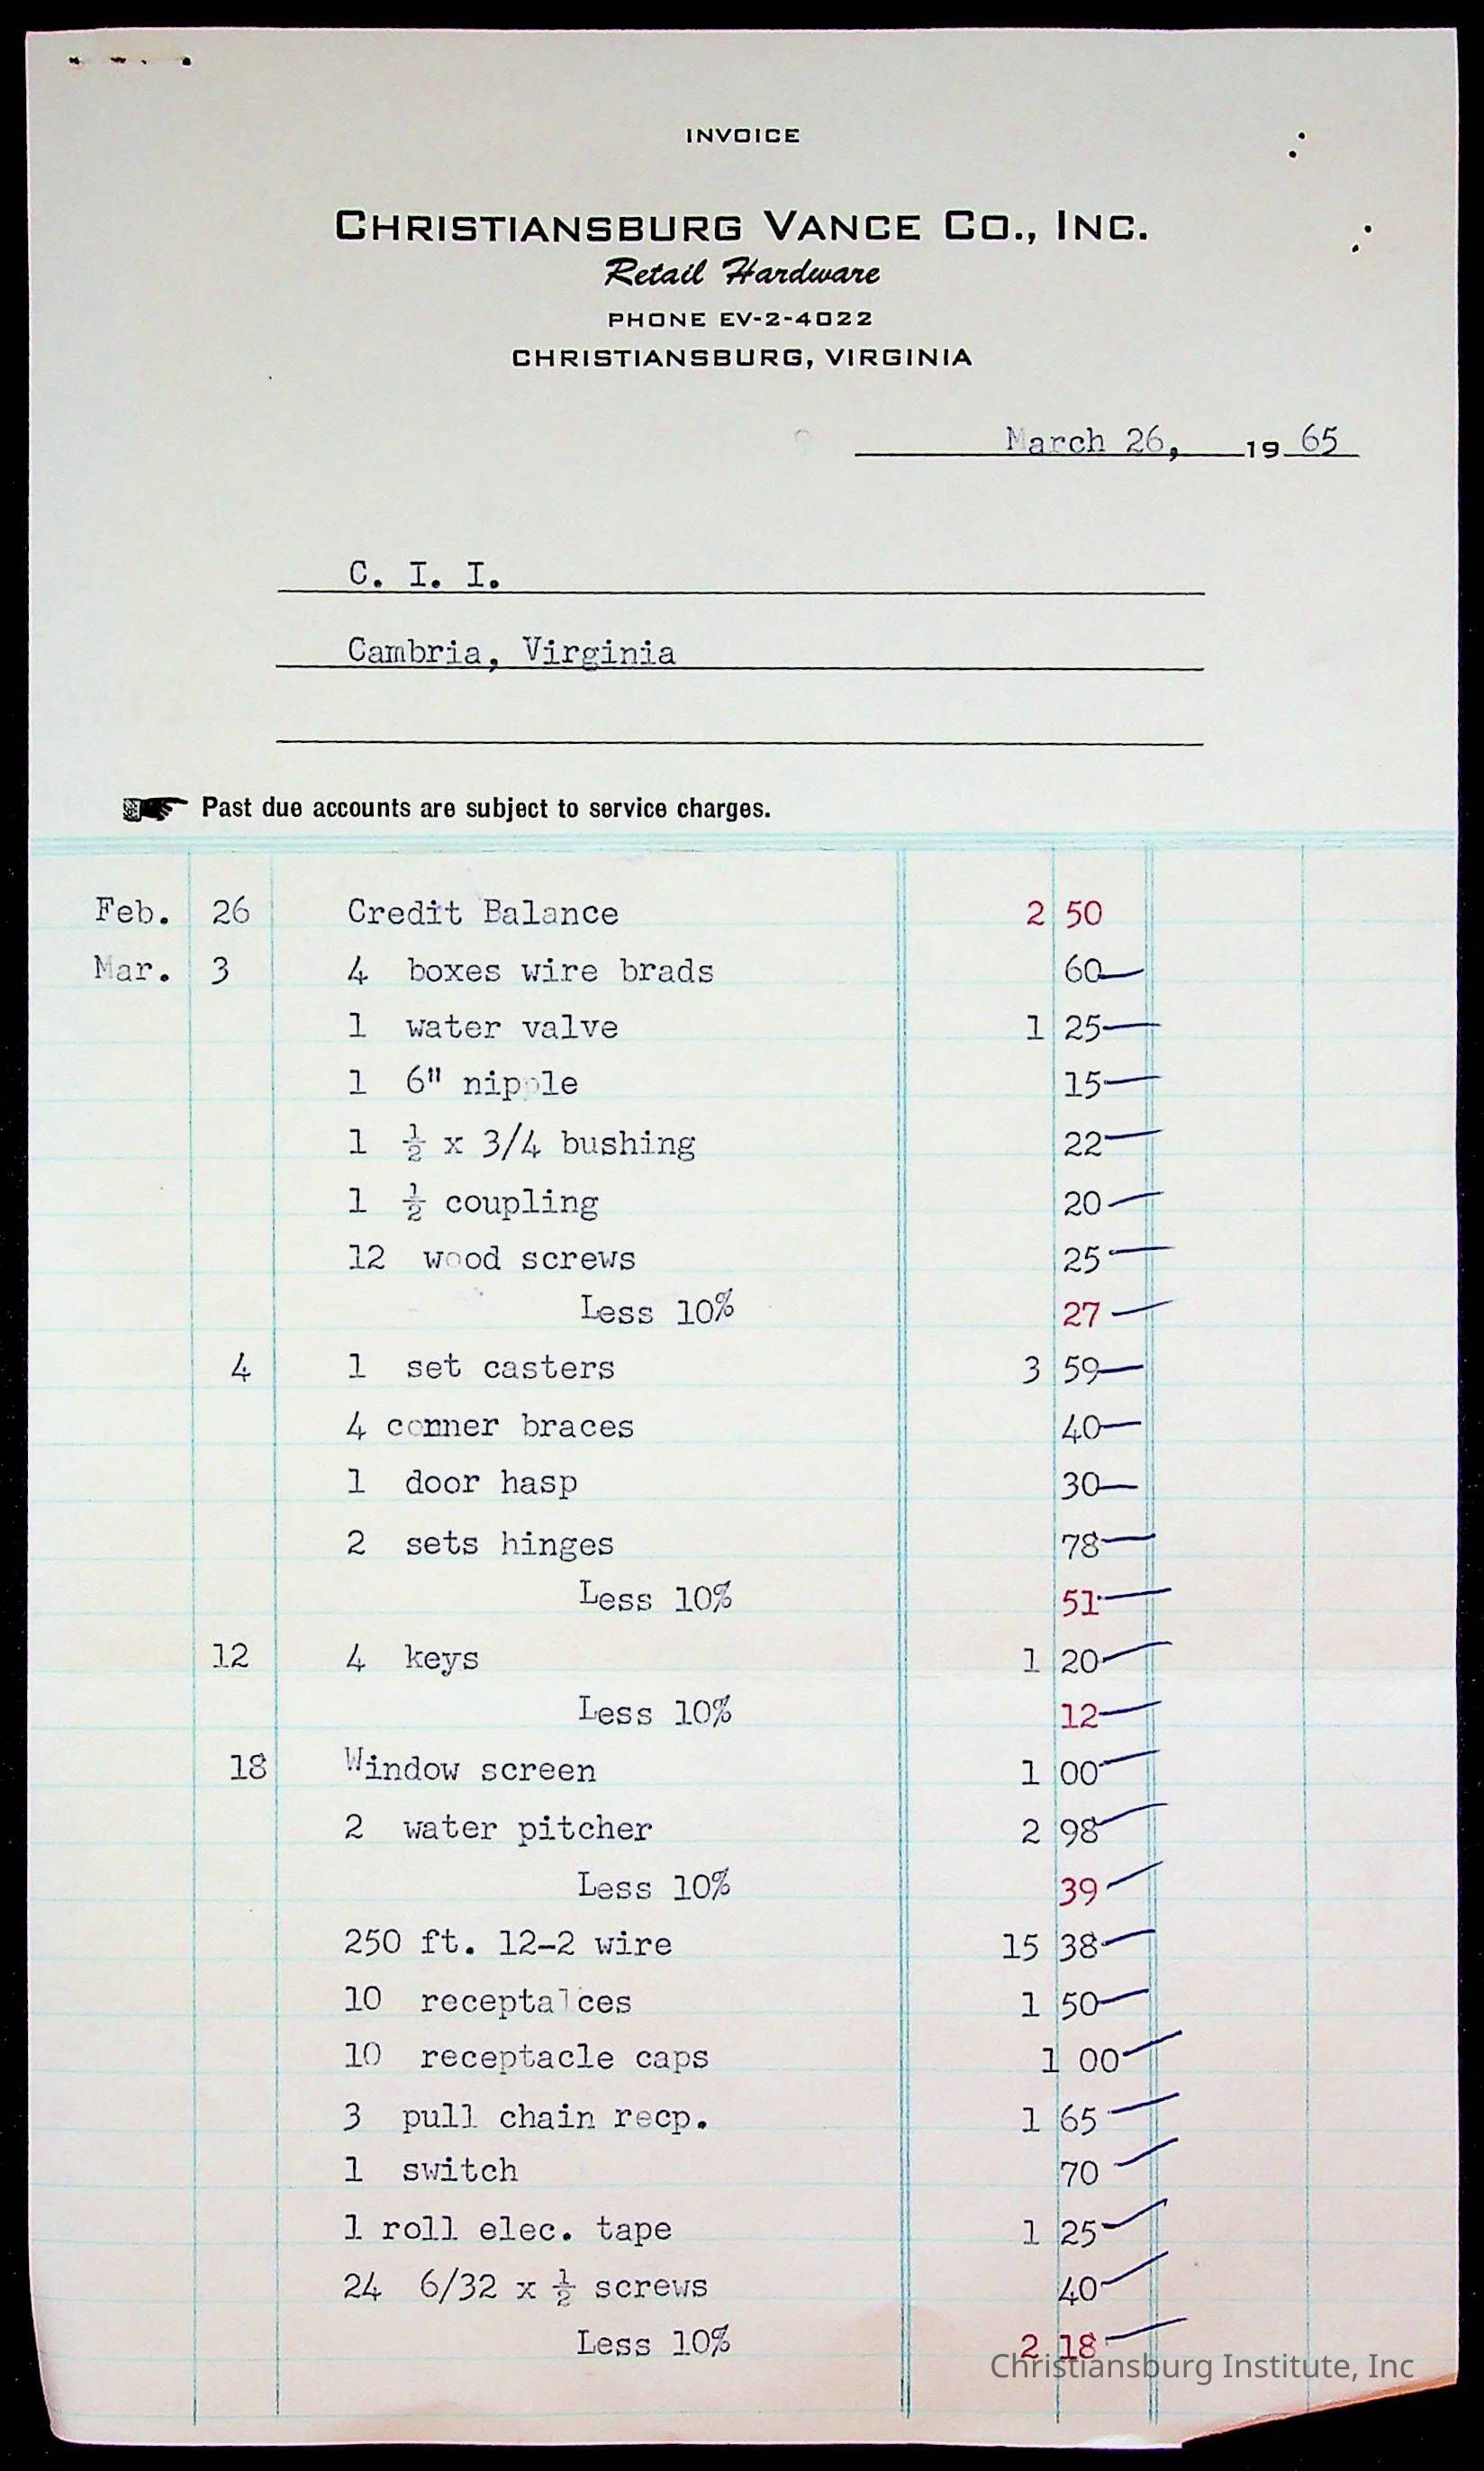 INVOICE
CHRISTIANSBURG VANCE CO., INC.
Retail Hardware
PHONE EV-2-4022
CHRISTIANSBURG, VIRGINIA
March 26, 19 65
C. I. I.
Cambria, Virginia
Past due accounts are subject to service charges.
Feb. 26 Credit Balance 2 50
Mar. 3 4 boxes wire brads 60
1 water valve 1 25
1 6" nipple 15
1 ½ x 3/4 bushing 22
1 ½ coupling 20
12 wood screws 25
Less 10% 27
4 1 set casters 3 59
4 conner braces 40
1 door hasp 30
2 sets hinges 78
Less 10% 51
12 4 keys 1 20
Less 10% 12
18 Window screen 1 00
2 water pitcher 2 98
Less 10% 39
250 ft. 12-2 wire 15 38
10 receptalces 1 50
10 receptacle caps 1 00
3 pull chain recp. 1 65
1 switch 70
1 roll elec. tape 1 25
24 6/32 x ½ screws 40
Less 10% 2 18
Christiansburg Institute, Inc